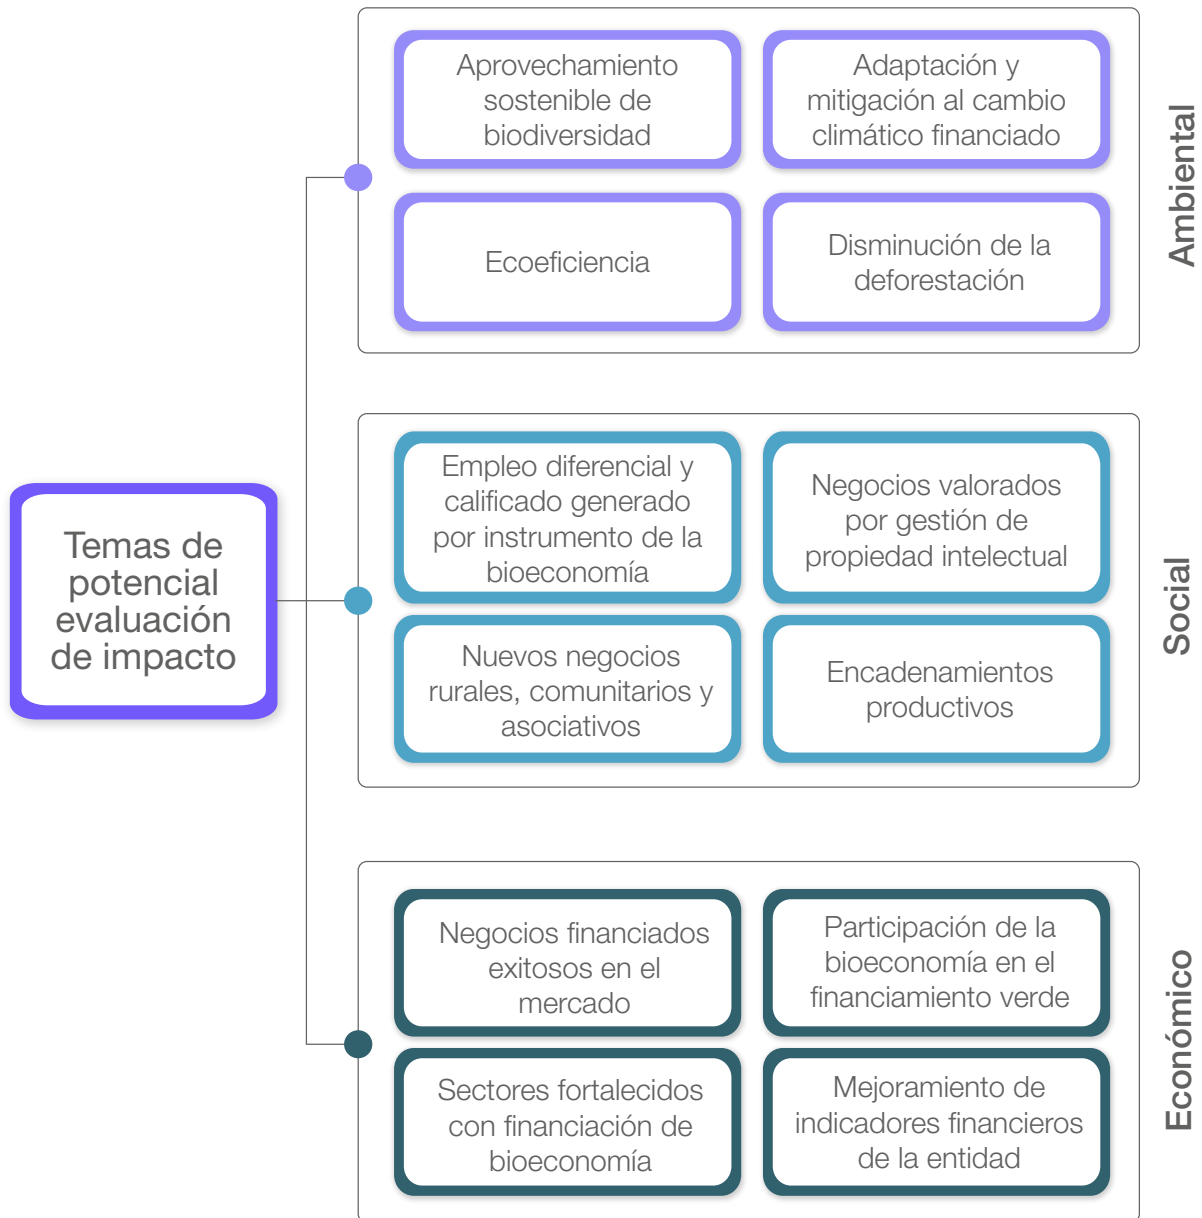 Temas de
potencial
evaluación
de impacto
Aprovechamiento
sostenible de
biodiversidad
Adaptación y
mitigación al cambio
climático financiado
Ecoeficiencia
Disminución de la
deforestación
Ambiental
Empleo diferencial y
calificado generado
por instrumento de la
bioeconomía
Negocios valorados
por gestión de
propiedad intelectual
Nuevos negocios
rurales, comunitarios y
asociativos
Encadenamientos
productivos
Social
Negocios financiados
exitosos en el
mercado
Participación de la
bioeconomía en el
financiamiento verde
Sectores fortalecidos
con financiación de
bioeconomía
Mejoramiento de
indicadores financieros
de la entidad
Económico